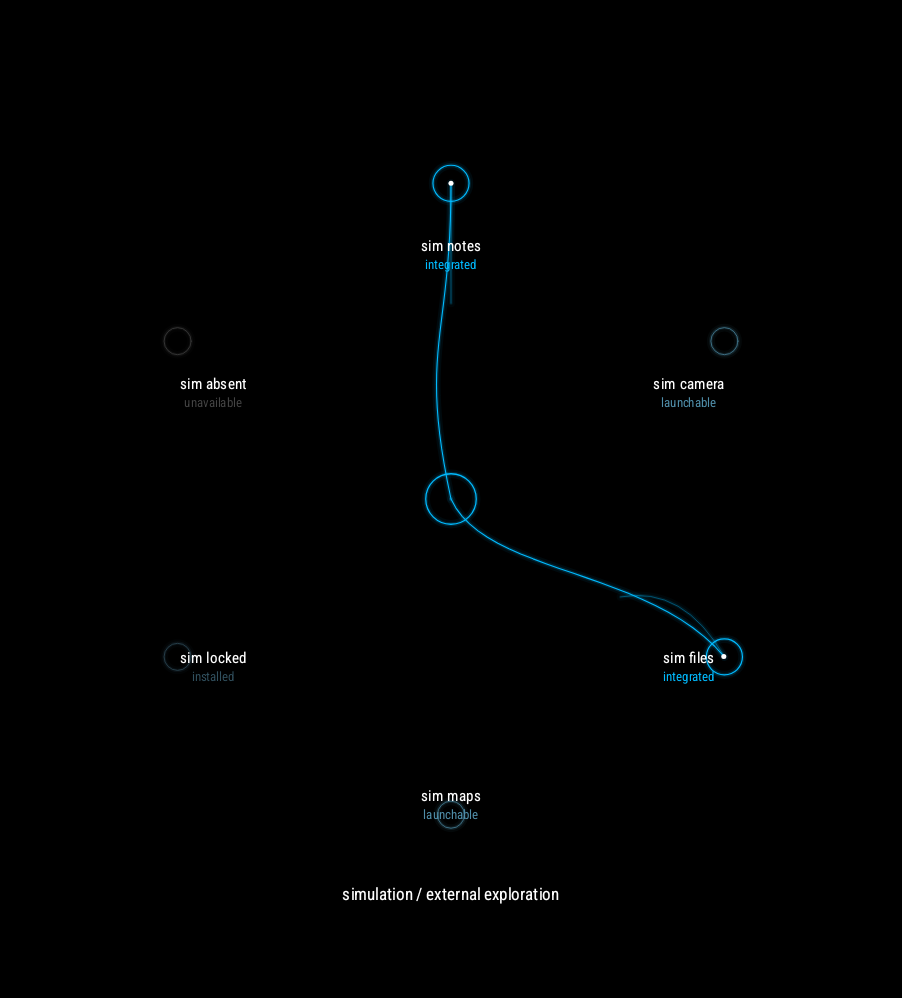 sim notes
integrated
sim absent
unavailable
sim camera
launchable
sim locked
installed
sim files
integrated
sim maps
launchable
simulation / external exploration